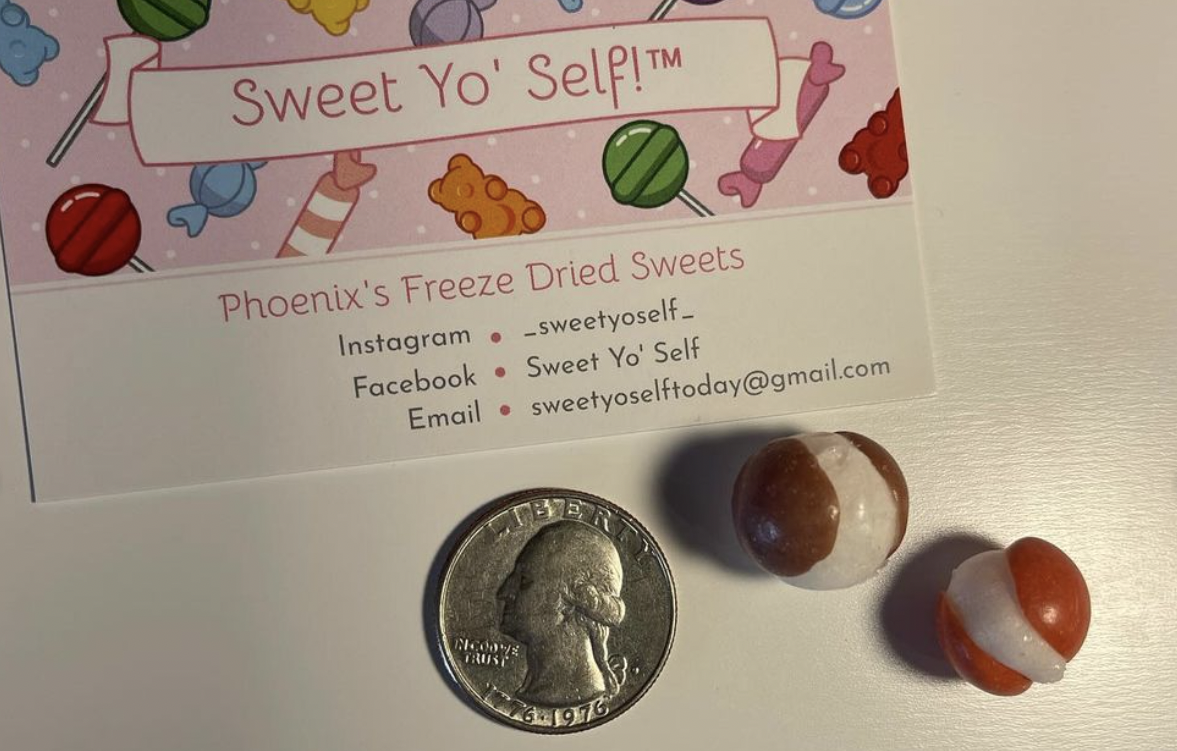 Sweet Yo' Self!™
Phoenix's Freeze Dried Sweets
Instagram • _sweetyoself_
Facebook • Sweet Yo' Self
Email • sweetyoselftoday@gmail.com
LIBERTY
IN GOD WE
TRUST
1776·1976